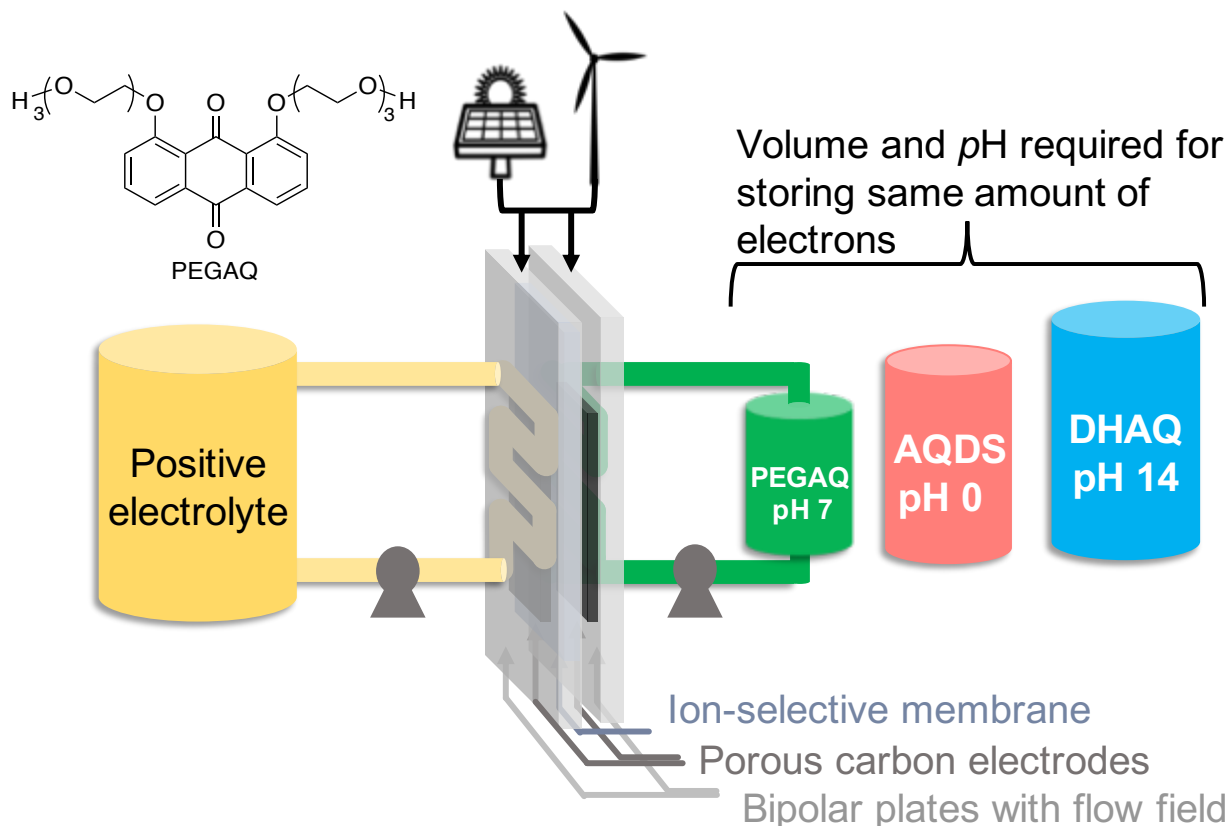 H
3
O
O
O
O
O
O
3
H
PEGAQ
Volume and pH required for
storing same amount of
electrons
Positive
electrolyte
PEGAQ
pH 7
AQDS
pH 0
DHAQ
pH 14
Ion-selective membrane
Porous carbon electrodes
Bipolar plates with flow field